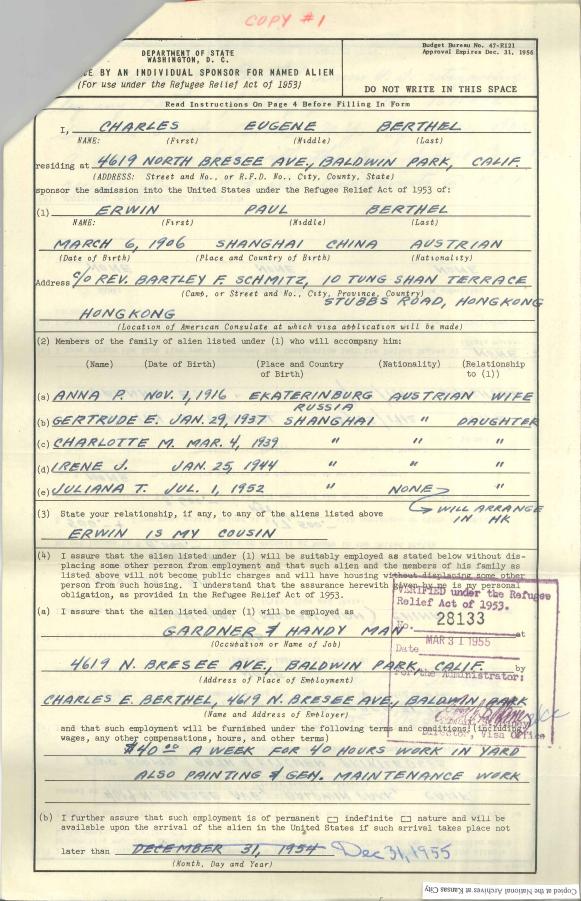 COPY #1
DEPARTMENT OF STATE
WASHINGTON, D. C.
E BY AN INDIVIDUAL SPONSOR FOR NAMED ALIEN
(For use under the Refugee Relief Act of 1953)
Budget Bureau No. 47-R121
Approval Expires Dec. 31, 1956
DO NOT WRITE IN THIS SPACE
Read Instructions On Page 4 Before Filling In Form
I, CHARLES EUGENE BERTHEL
NAME: (First) (Middle) (Last)
residing at 4619 NORTH BRESEE AVE., BALDWIN PARK, CALIF.
(ADDRESS: Street and No., or R.F.D. No., City, County, State)
sponsor the admission into the United States under the Refugee Relief Act of 1953 of:
(1) ERWIN PAUL BERTHEL
NAME: (First) (Middle) (Last)
MARCH 6, 1906 SHANGHAI CHINA AUSTRIAN
(Date of Birth) (Place and Country of Birth) (Nationality)
Address C/O REV. BARTLEY F. SCHMITZ, 10 TUNG SHAN TERRACE
(Camp, or Street and No., City, Province, Country)
STUBBS ROAD, HONGKONG
HONGKONG
(Location of American Consulate at which visa application will be made)
(2) Members of the family of alien listed under (1) who will accompany him:
(Name) (Date of Birth) (Place and Country of Birth) (Nationality) (Relationship to (1))
(a) ANNA P. NOV. 1, 1916 EKATERINBURG AUSTRIAN WIFE
RUSSIA
(b) GERTRUDE E. JAN. 29, 1937 SHANGHAI " DAUGHTER
(c) CHARLOTTE M. MAR. 4, 1939 " " "
(d) IRENE J. JAN. 25, 1944 " " "
(e) JULIANA T. JUL. 1, 1952 " NONE "
WILL ARRANGE
IN HK
(3) State your relationship, if any, to any of the aliens listed above
ERWIN IS MY COUSIN
(4) I assure that the alien listed under (1) will be suitably employed as stated below without dis-
placing some other person from employment and that such alien and the members of his family as
listed above will not become public charges and will have housing without displacing some other
person from such housing. I understand that the assurance herewith given by me is my personal
obligation, as provided in the Refugee Relief Act of 1953.
VERIFIED under the Refugee
Relief Act of 1953.
No. 28133
Date MAR 31 1955
For the Administrator:
Director, Visa Office
(a) I assure that the alien listed under (1) will be employed as
GARDNER & HANDY MAN at
(Occupation or Name of Job)
4619 N. BRESEE AVE., BALDWIN PARK, CALIF. by
(Address of Place of Employment)
CHARLES E. BERTHEL, 4619 N. BRESEE AVE., BALDWIN PARK
(Name and Address of Employer)
and that such employment will be furnished under the following terms and conditions: (including
wages, any other compensations, hours, and other terms)
$40.00 A WEEK FOR 40 HOURS WORK IN YARD
ALSO PAINTING & GEN. MAINTENANCE WORK
(b) I further assure that such employment is of permanent indefinite nature and will be
available upon the arrival of the alien in the United States if such arrival takes place not
later than DECEMBER 31, 1954 Dec 31, 1955
(Month, Day and Year)
Copied at the National Archives at Kansas City